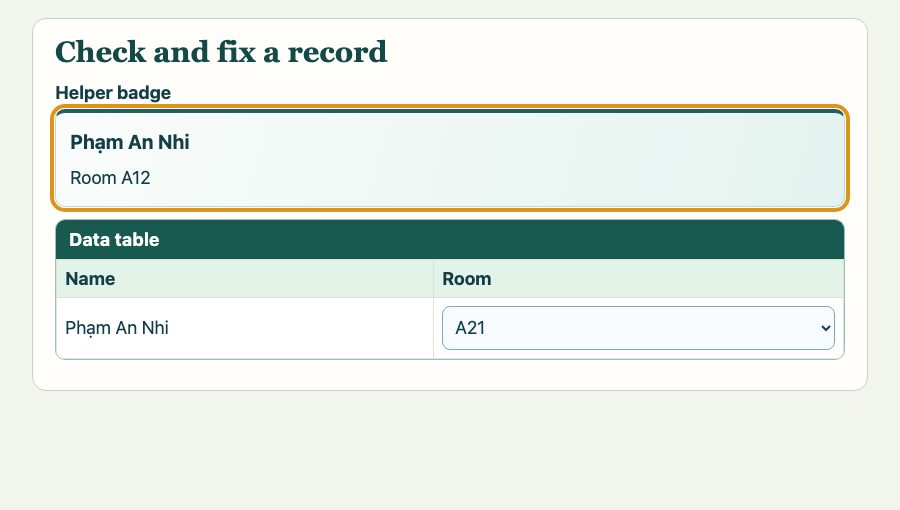 Check and fix a record
Helper badge
Phạm An Nhi
Room A12
Data table
Name Room
Phạm An Nhi A21